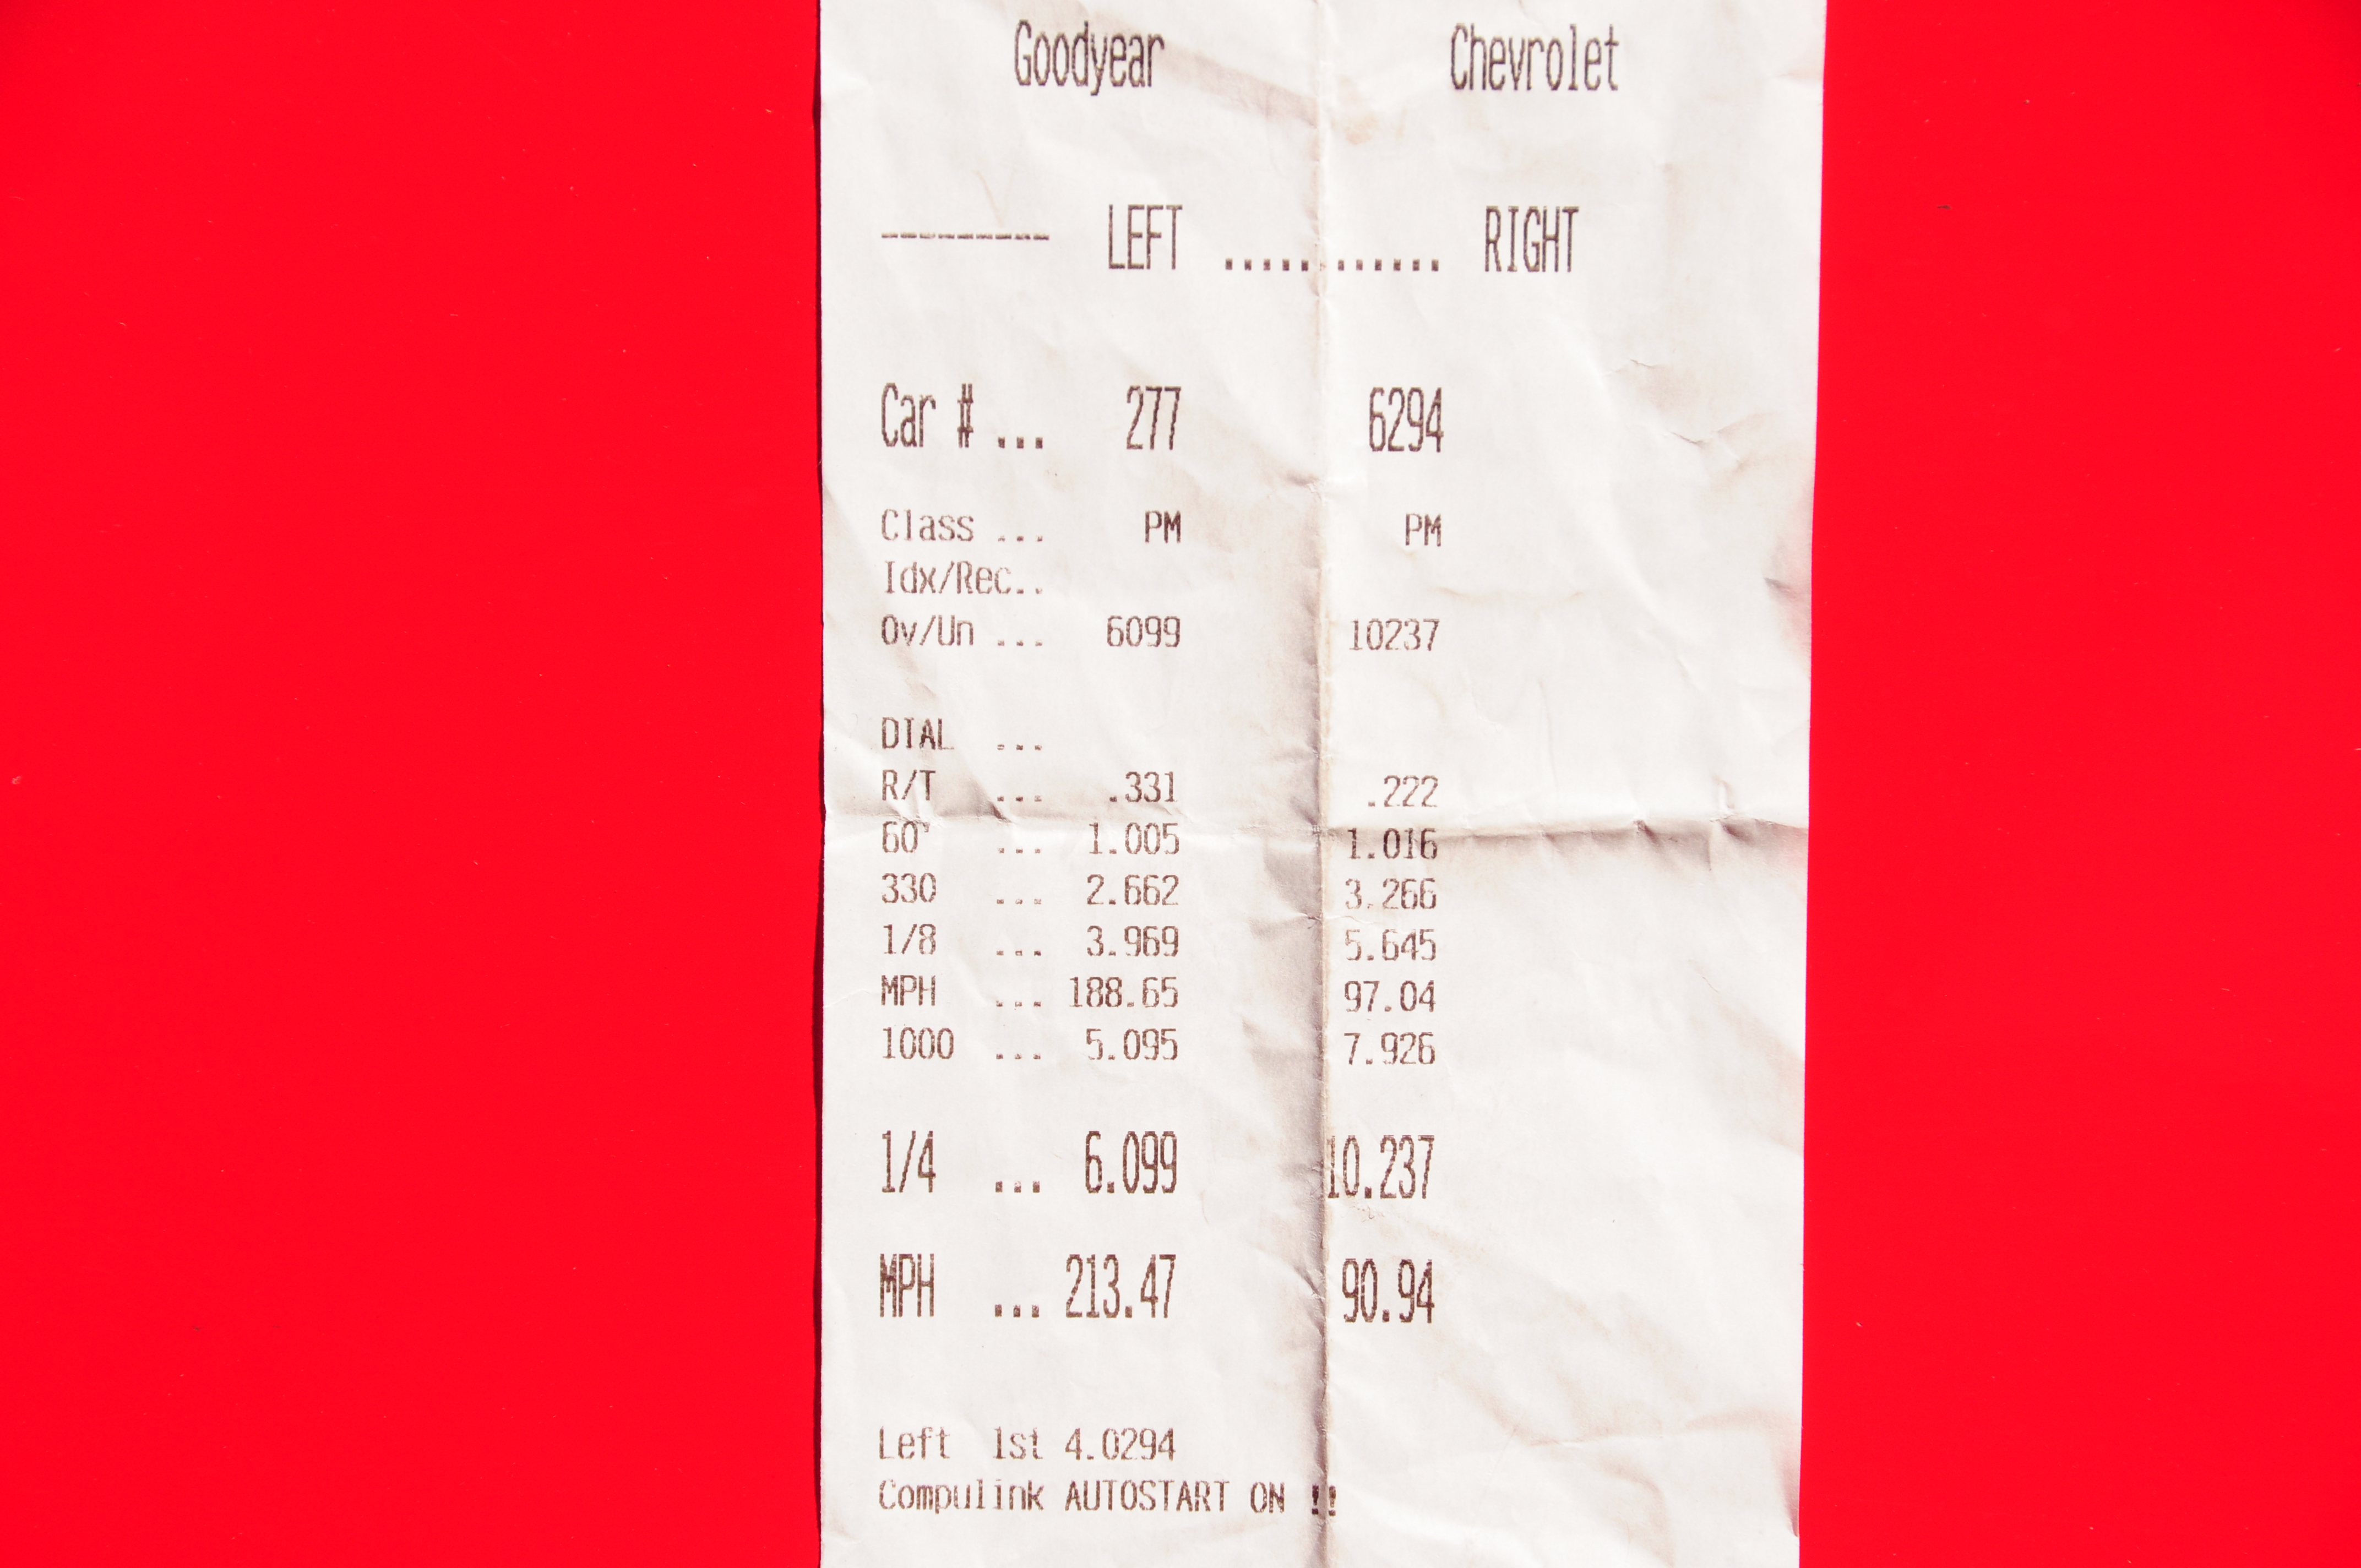 Goodyear Chevrolet
--------- LEFT ............ RIGHT
Car # ... 277 6294
Class ... PM PM
Idx/Rec..
Ov/Un ... 6099 10237
DIAL ...
R/T ... .331 .222
60" ... 1.005 1.016
330 ... 2.662 3.266
1/8 ... 3.969 5.645
MPH ... 188.65 97.04
1000 ... 5.095 7.926
1/4 ... 6.099 10.237
MPH ... 213.47 90.94
Left 1st 4.0294
Compulink AUTOSTART ON !!